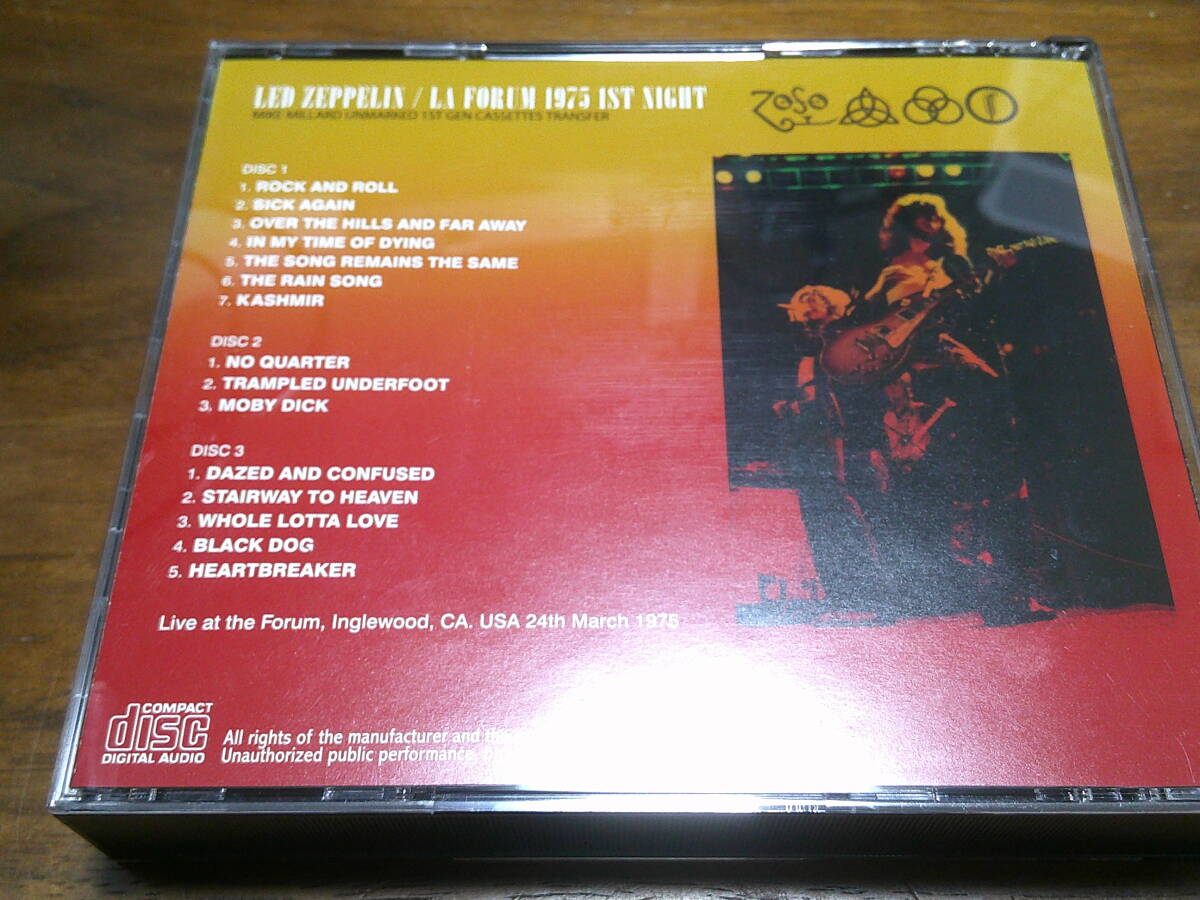 LED ZEPPELIN / LA FORUM 1975 1ST NIGHT
MIKE MILLARD UNMARKED 1ST GEN CASSETTES TRANSFER
ZOSO
DISC 1
1. ROCK AND ROLL
2. SICK AGAIN
3. OVER THE HILLS AND FAR AWAY
4. IN MY TIME OF DYING
5. THE SONG REMAINS THE SAME
6. THE RAIN SONG
7. KASHMIR
DISC 2
1. NO QUARTER
2. TRAMPLED UNDERFOOT
3, MOBY DICK
DISC 3
1. DAZED AND CONFUSED
2. STAIRWAY TO HEAVEN
3. WHOLE LOTTA LOVE
4. BLACK DOG
5. HEARTBREAKER
Live at the Forum, Inglewood, CA. USA 24th March 1975
COMPACT
disc
DIGITAL AUDIO
All rights of the manufacturer and the
Unauthorized public performance,